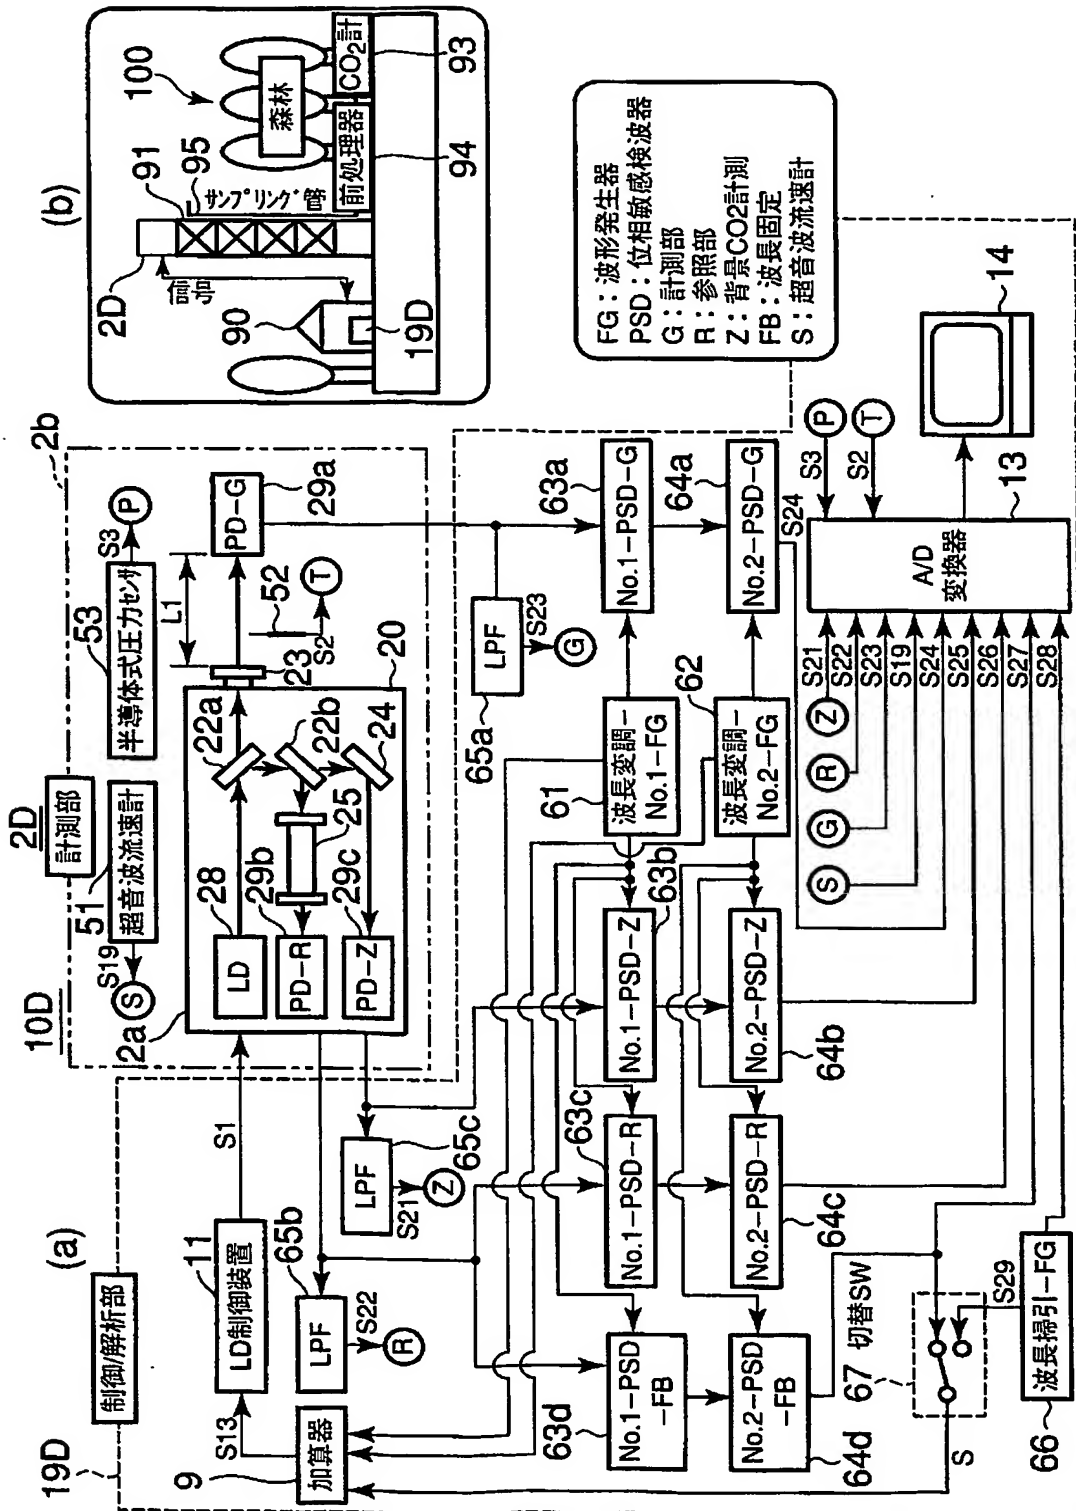 (a)
19D
制御/解析部
10D
2D
計測部
2b
51
超音波流速計
S19
S
53
半導体式圧力センサ
S3
P
2a
28
LD
22a
22b
23
L1
PD-G
29a
52
S2
T
29b
PD-R
25
29c
PD-Z
24
20
S1
11
LD制御装置
S13
9
加算器
65b
LPF
S22
R
LPF
65c
S21
Z
65a
LPF
S23
G
61
波長変調-
No.1-FG
62
波長変調-
No.2-FG
63a
No.1-PSD-G
64a
No.2-PSD-G
S24
63b
No.1-PSD-Z
No.2-PSD-Z
64b
63c
No.1-PSD-R
No.2-PSD-R
64c
No.1-PSD
-FB
63d
No.2-PSD
-FB
64d
67 切替SW
S
S29
66
波長掃引-FG
S
G
R
Z
S21
S22
S23
S19
S24
S25
S26
S27
S28
S3
P
S2
T
A/D
変換器
13
14
(b)
2D
91
95
サンプリング管
信号
90
19D
100
森林
前処理器
CO2計
93
94
FG：波形発生器
PSD：位相敏感検波器
G：計測部
R：参照部
Z：背景CO2計測
FB：波長固定
S：超音波流速計